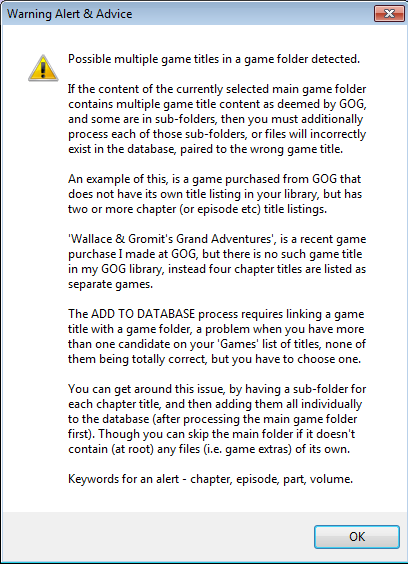 Warning Alert & Advice
Possible multiple game titles in a game folder detected.
If the content of the currently selected main game folder
contains multiple game title content as deemed by GOG,
and some are in sub-folders, then you must additionally
process each of those sub-folders, or files will incorrectly
exist in the database, paired to the wrong game title.
An example of this, is a game purchased from GOG that
does not have its own title listing in your library, but has
two or more chapter (or episode etc) title listings.
'Wallace & Gromit's Grand Adventures', is a recent game
purchase I made at GOG, but there is no such game title
in my GOG library, instead four chapter titles are listed as
separate games.
The ADD TO DATABASE process requires linking a game
title with a game folder, a problem when you have more
than one candidate on your 'Games' list of titles, none of
them being totally correct, but you have to choose one.
You can get around this issue, by having a sub-folder for
each chapter title, and then adding them all individually
to the database (after processing the main game folder
first). Though you can skip the main folder if it doesn't
contain (at root) any files (i.e. game extras) of its own.
Keywords for an alert - chapter, episode, part, volume.
OK